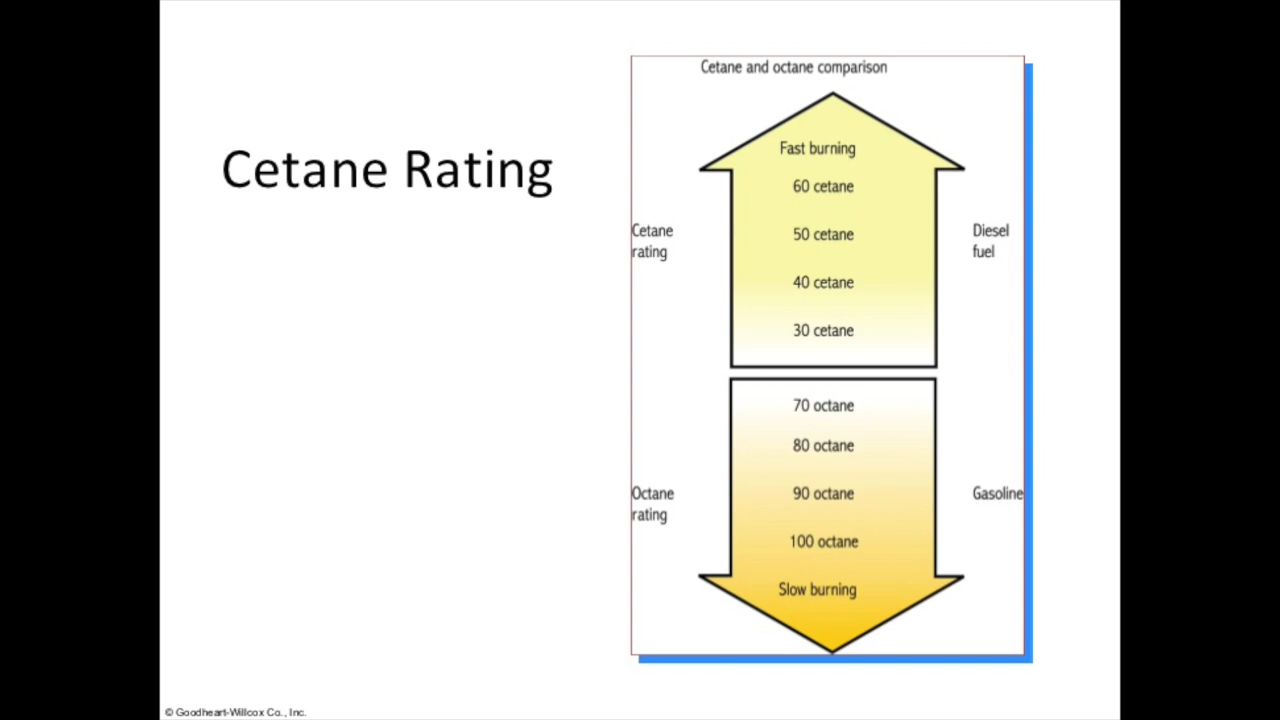 Cetane Rating
Cetane and octane comparison
Fast burning
60 cetane
50 cetane
40 cetane
30 cetane
Cetane
rating
Diesel
fuel
70 octane
80 octane
90 octane
100 octane
Slow burning
Octane
rating
Gasoline
© Goodheart-Willcox Co., Inc.